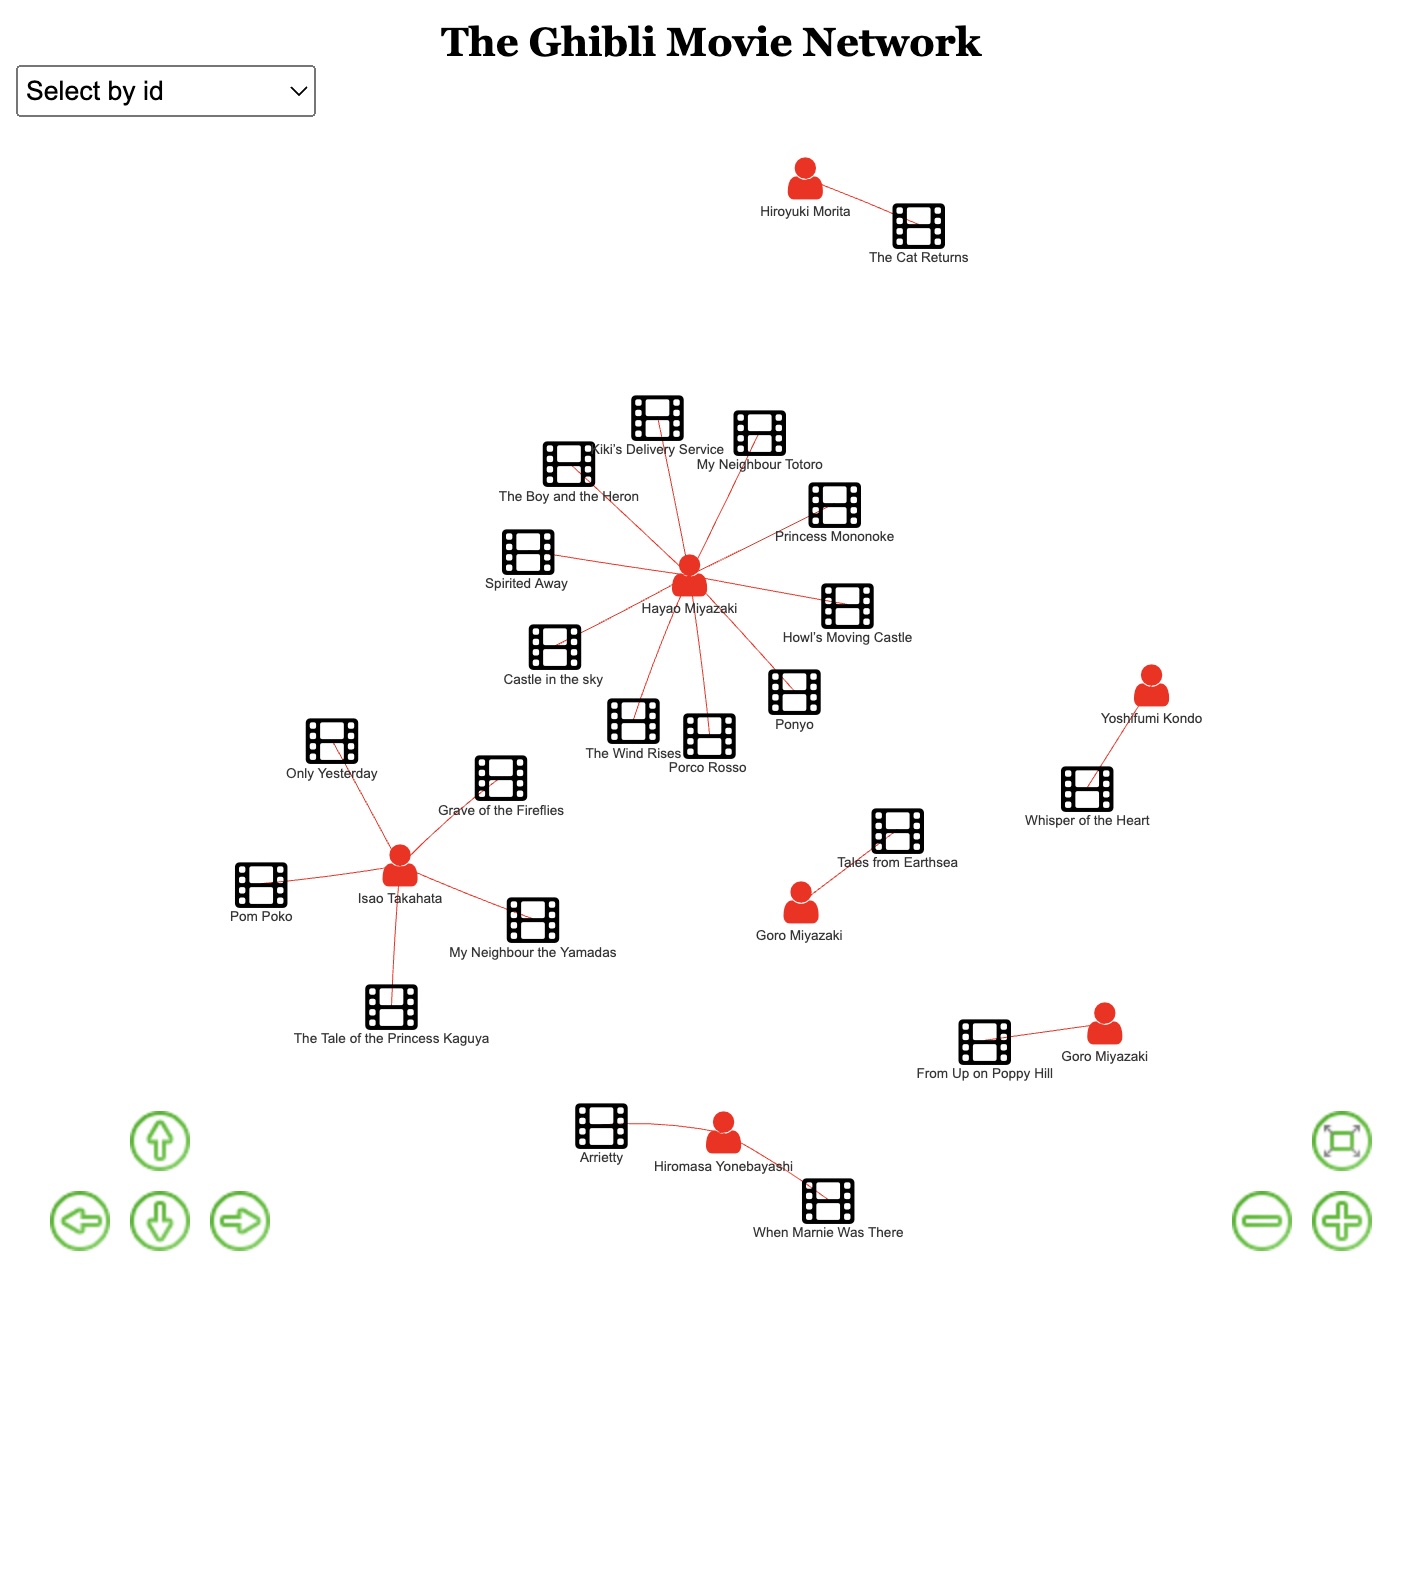 The Ghibli Movie Network
Select by id
Hiroyuki Morita
The Cat Returns
Kiki's Delivery Service
My Neighbour Totoro
The Boy and the Heron
Princess Mononoke
Spirited Away
Hayao Miyazaki
Howl's Moving Castle
Castle in the sky
Ponyo
The Wind Rises
Porco Rosso
Yoshifumi Kondo
Whisper of the Heart
Only Yesterday
Grave of the Fireflies
Isao Takahata
Pom Poko
My Neighbour the Yamadas
The Tale of the Princess Kaguya
Tales from Earthsea
Goro Miyazaki
Goro Miyazaki
From Up on Poppy Hill
Arrietty
Hiromasa Yonebayashi
When Marnie Was There